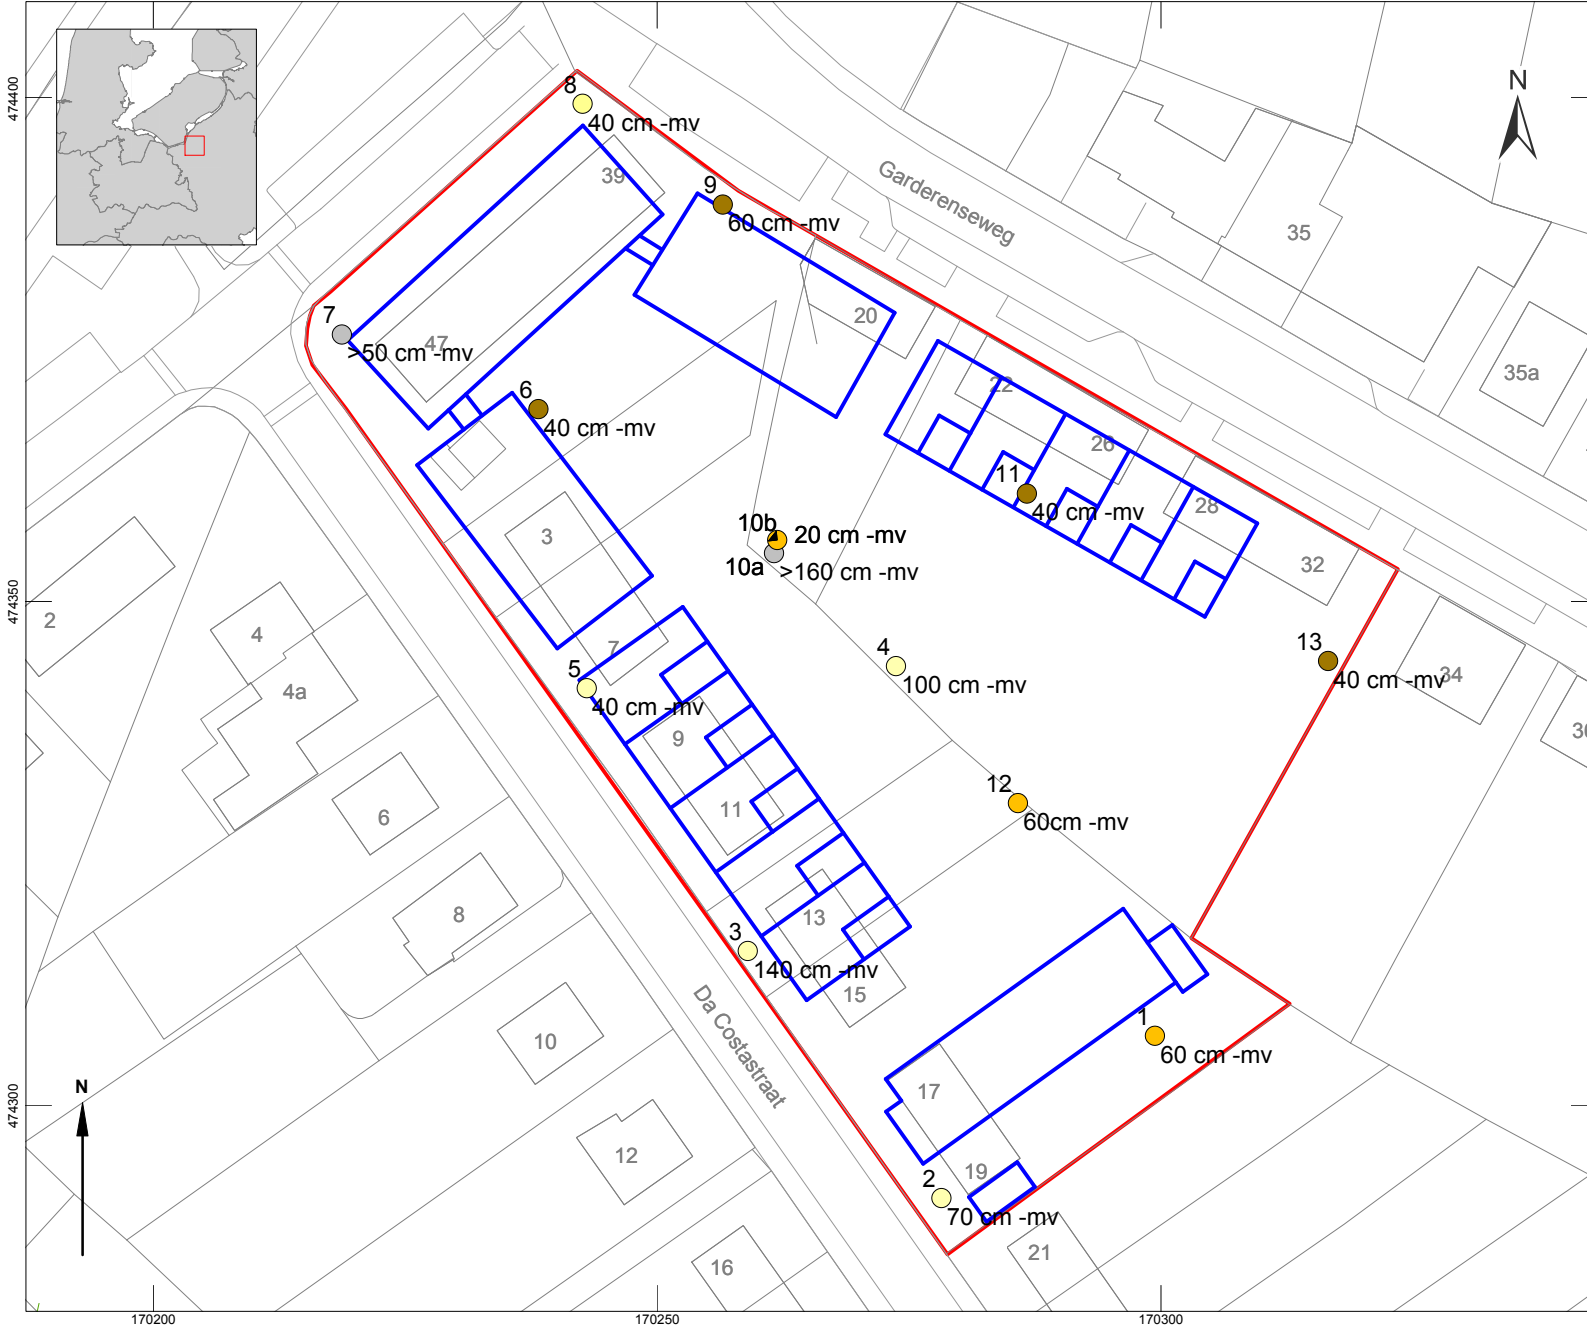 474400
474350
474300
170200
170250
170300
N
N
Garderenseweg
Da Costastraat
8
40 cm -mv
39
9
60 cm -mv
7
>50 cm -mv
47
20
35
35a
6
40 cm -mv
22
26
11
40 cm -mv
28
32
3
10b
20 cm -mv
10a
>160 cm -mv
2
4
4a
7
5
40 cm -mv
4
100 cm -mv
13
40 cm -mv
34
9
11
6
12
60cm -mv
8
13
3
140 cm -mv
15
10
1
60 cm -mv
17
12
19
2
70 cm -mv
21
16